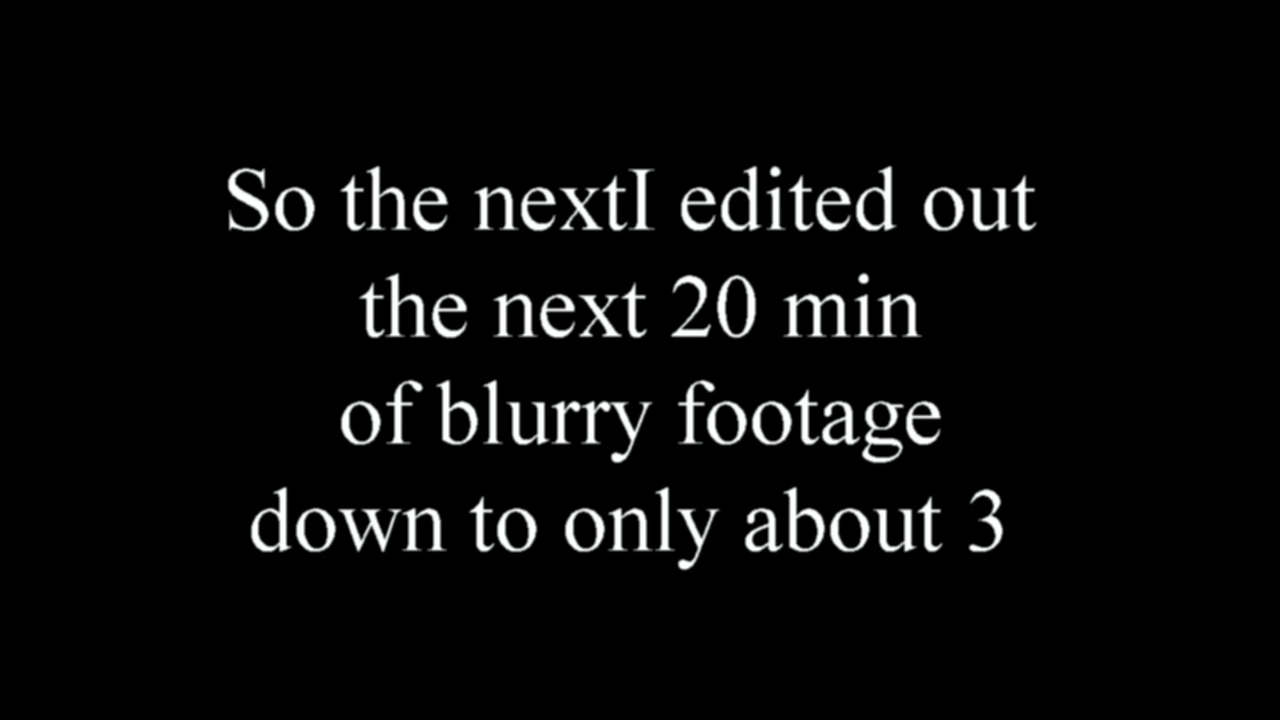 So the nextI edited out
the next 20 min
of blurry footage
down to only about 3